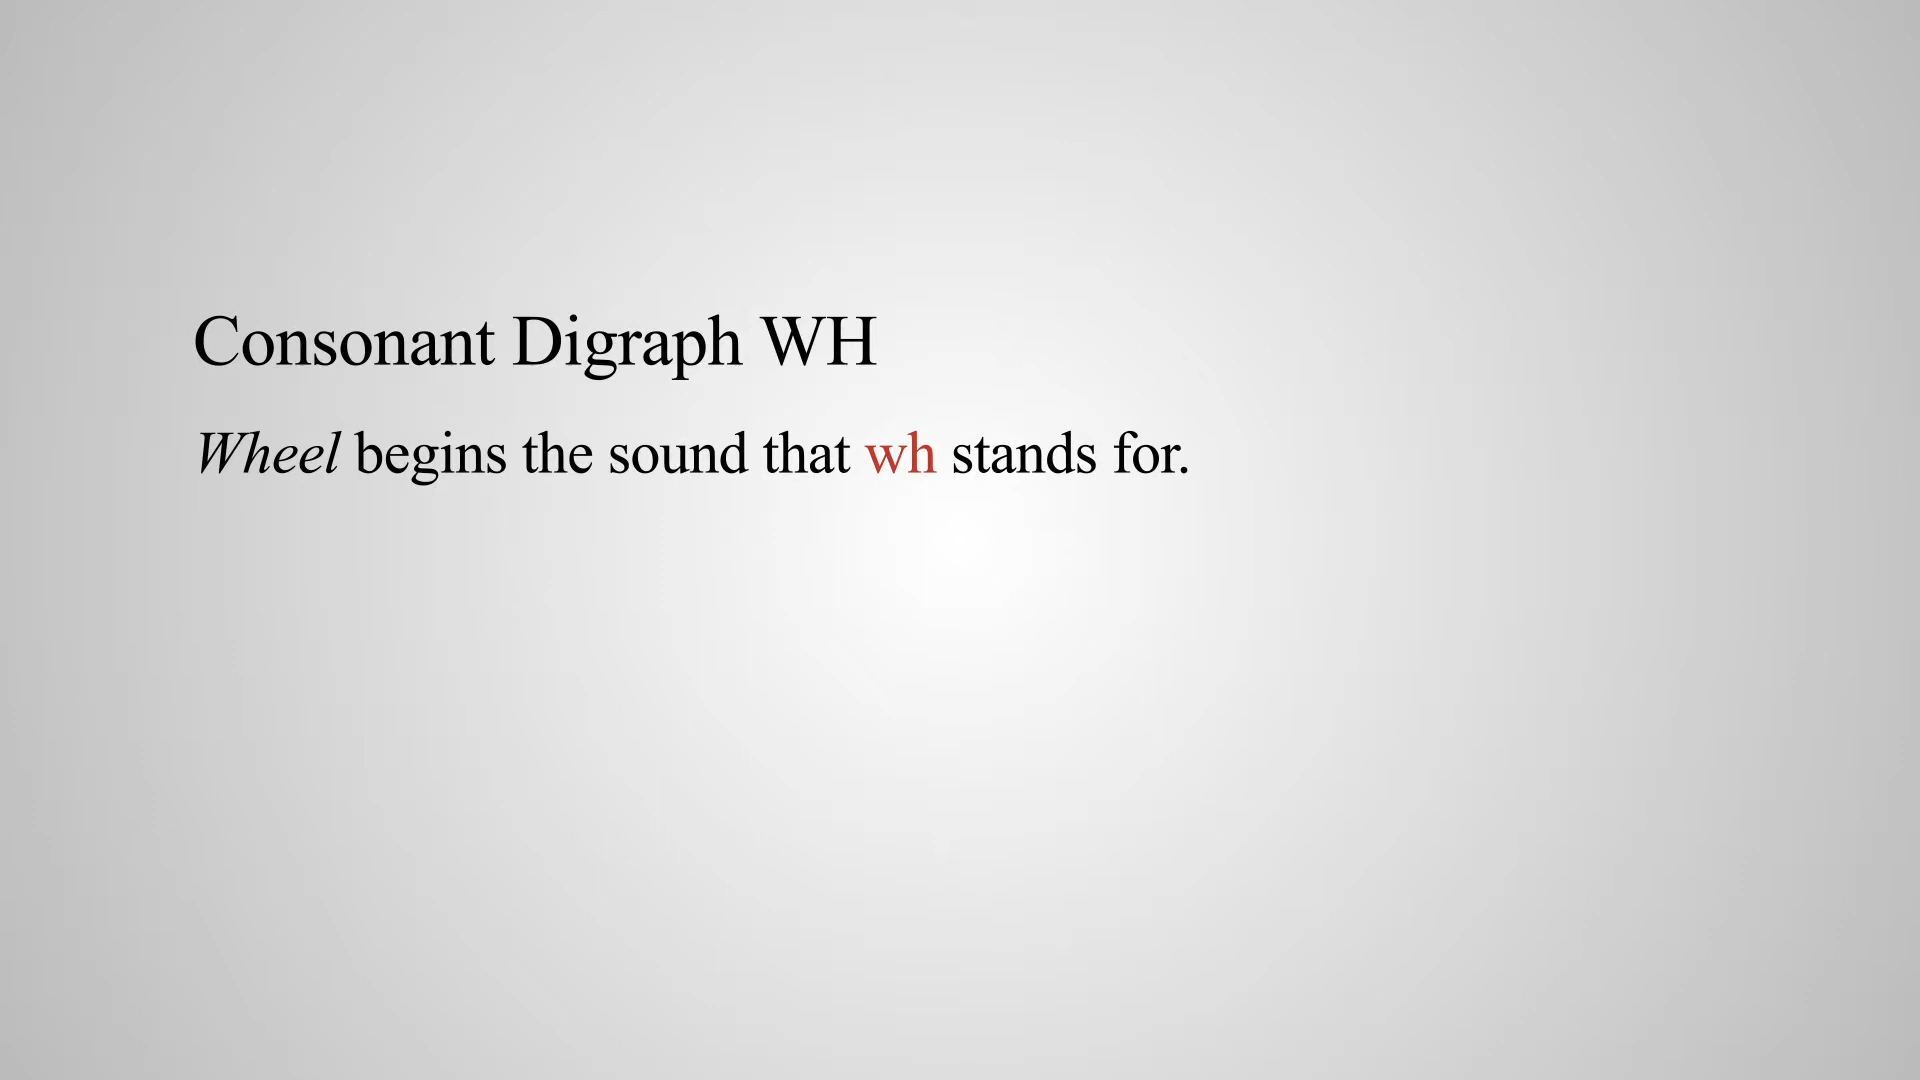 Consonant Digraph WH
Wheel begins the sound that wh stands for.